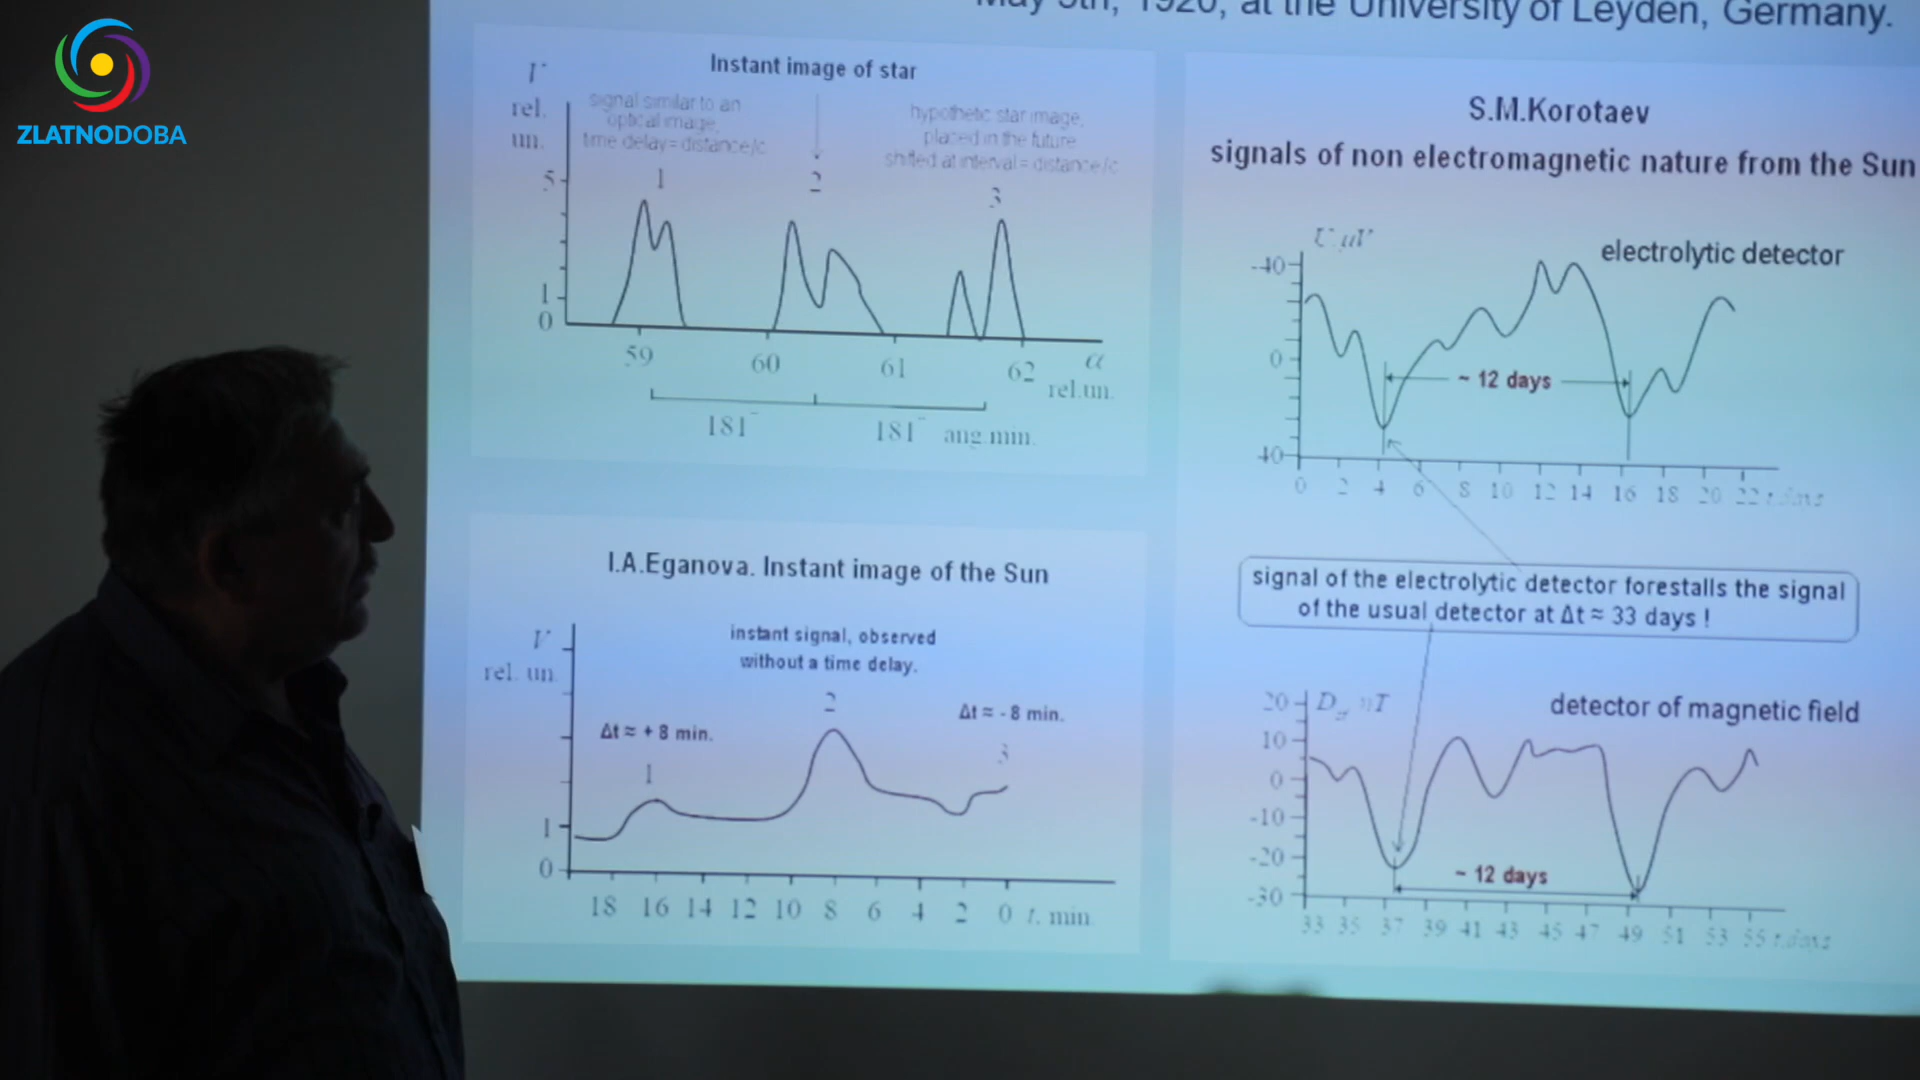 ZLATNODOBA
May 5th, 1920, at the University of Leyden, Germany.
Instant image of star
V
rel.
un.
signal similar to an
optical image,
time delay = distance/c
hypothetic star image,
placed in the future
shifted at interval = distance/c
1
2
3
5
1
0
59
60
61
62
α
rel.un.
181
181
ang.min.
I.A.Eganova. Instant image of the Sun
V
rel. un.
instant signal, observed
without a time delay.
Δt ≈ + 8 min.
Δt ≈ - 8 min.
1
2
3
1
0
18 16 14 12 10 8 6 4 2 0 t, min.
S.M.Korotaev
signals of non electromagnetic nature from the Sun
U μV
electrolytic detector
-40
0
40
~ 12 days
0 2 4 6 8 10 12 14 16 18 20 22 t,days
signal of the electrolytic detector forestalls the signal
of the usual detector at Δt ≈ 33 days !
detector of magnetic field
20
nT
10
0
-10
-20
-30
~ 12 days
33 35 37 39 41 43 45 47 49 51 53 55 t,days